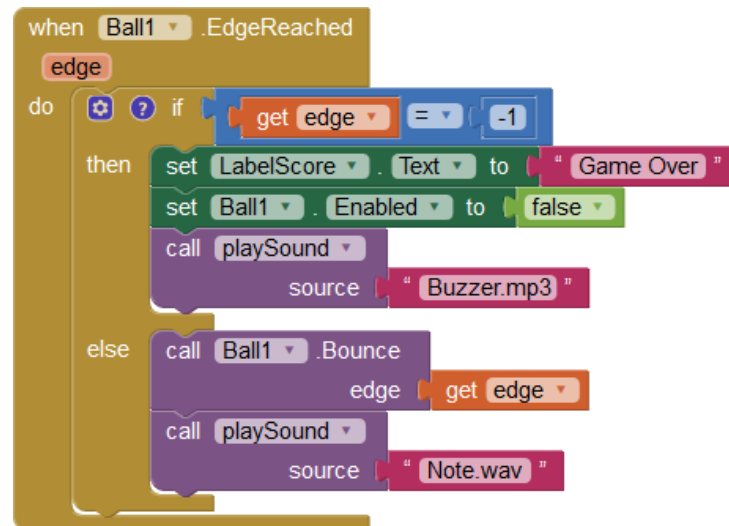 when Ball1 .EdgeReached
edge
do ? if get edge = -1
then set LabelScore . Text to " Game Over "
set Ball1 . Enabled to false
call playSound
source " Buzzer.mp3 "
else call Ball1 .Bounce
edge get edge
call playSound
source " Note.wav "